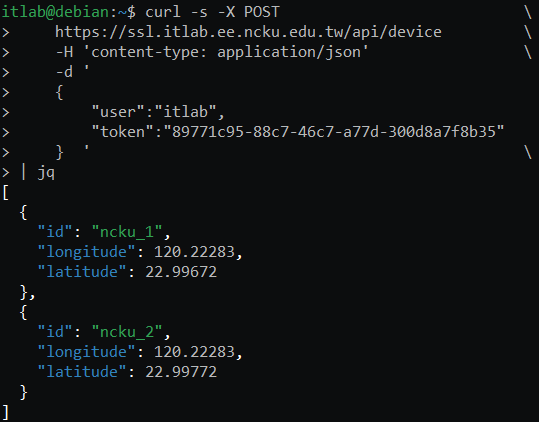 itlab@debian:~$ curl -s -X POST \
>     https://ssl.itlab.ee.ncku.edu.tw/api/device \
>     -H 'content-type: application/json' \
>     -d '
>     {
>         "user":"itlab",
>         "token":"89771c95-88c7-46c7-a77d-300d8a7f8b35"
>     }  ' \
> | jq
[
  {
    "id": "ncku_1",
    "longitude": 120.22283,
    "latitude": 22.99672
  },
  {
    "id": "ncku_2",
    "longitude": 120.22283,
    "latitude": 22.99772
  }
]